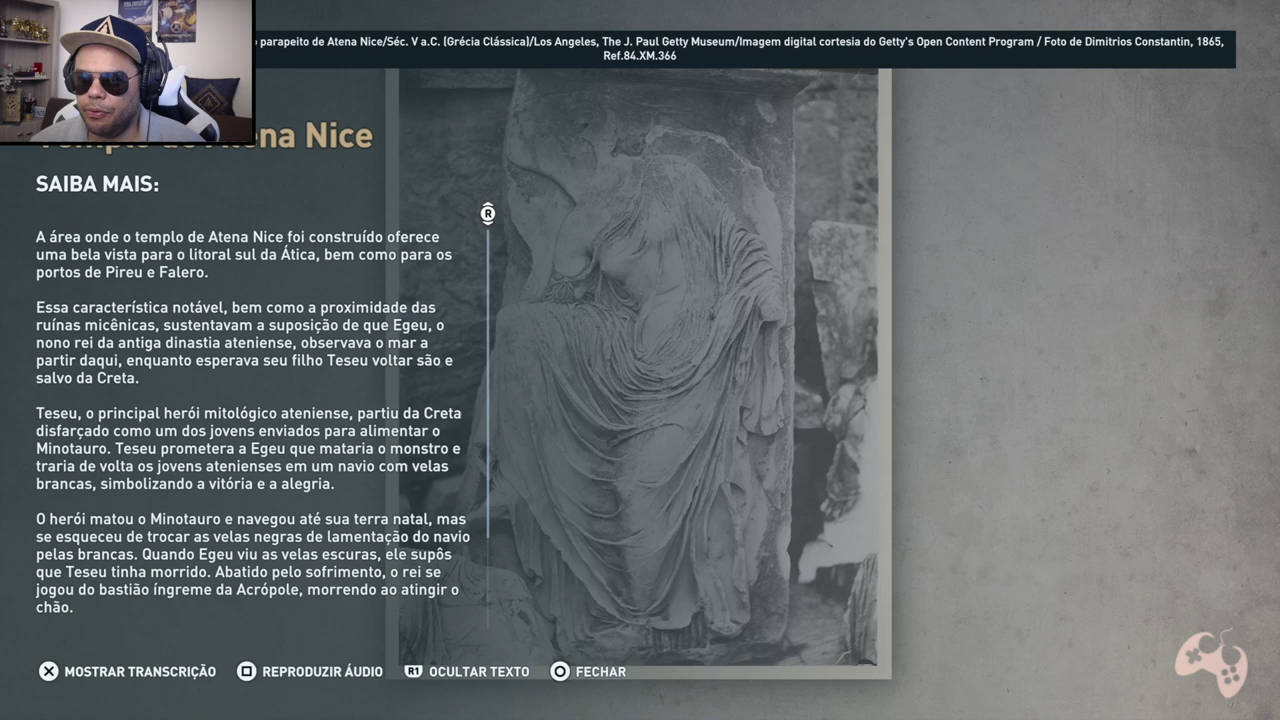 parapeito de Atena Nice/Séc. V a.C. (Grécia Clássica)/Los Angeles, The J. Paul Getty Museum/Imagem digital cortesia do Getty's Open Content Program / Foto de Dimitrios Constantin, 1865,
Ref.84.XM.366
Atena Nice
SAIBA MAIS:
R
A área onde o templo de Atena Nice foi construído oferece
uma bela vista para o litoral sul da Ática, bem como para os
portos de Pireu e Falero.
Essa característica notável, bem como a proximidade das
ruínas micênicas, sustentavam a suposição de que Egeu, o
nono rei da antiga dinastia ateniense, observava o mar a
partir daqui, enquanto esperava seu filho Teseu voltar são e
salvo da Creta.
Teseu, o principal herói mitológico ateniense, partiu da Creta
disfarçado como um dos jovens enviados para alimentar o
Minotauro. Teseu prometera a Egeu que mataria o monstro e
traria de volta os jovens atenienses em um navio com velas
brancas, simbolizando a vitória e a alegria.
O herói matou o Minotauro e navegou até sua terra natal, mas
se esqueceu de trocar as velas negras de lamentação do navio
pelas brancas. Quando Egeu viu as velas escuras, ele supôs
que Teseu tinha morrido. Abatido pelo sofrimento, o rei se
jogou do bastião íngreme da Acrópole, morrendo ao atingir o
chão.
MOSTRAR TRANSCRIÇÃO REPRODUZIR ÁUDIO R1 OCULTAR TEXTO FECHAR